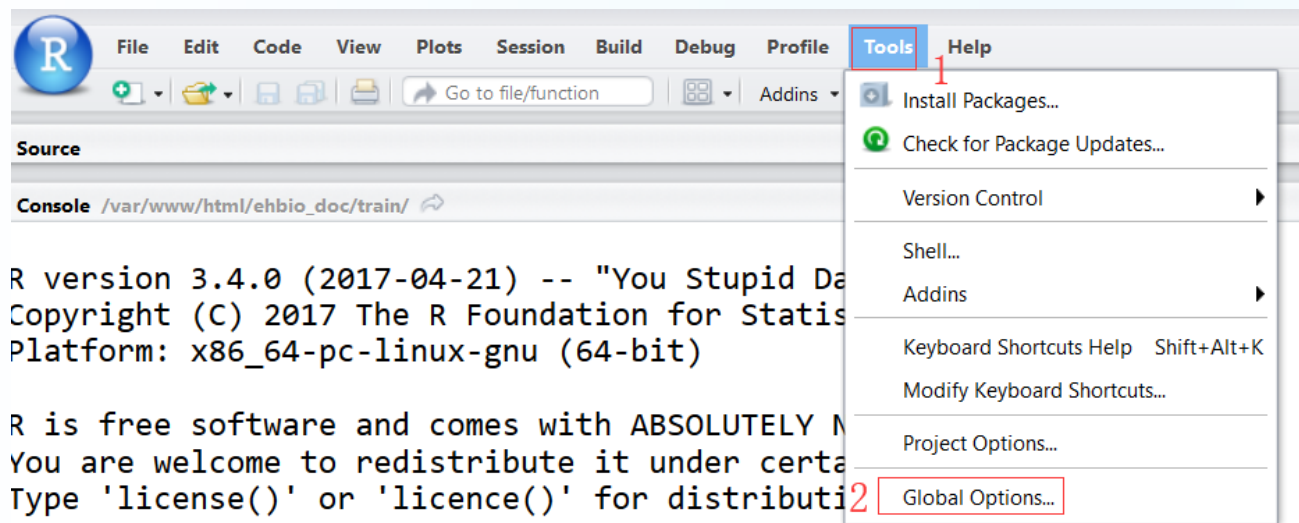 R
File Edit Code View Plots Session Build Debug Profile Tools Help
1
Go to file/function Addins
Install Packages...
Check for Package Updates...
Source
Version Control
Console /var/www/html/ehbio_doc/train/
Shell...
Addins
R version 3.4.0 (2017-04-21) -- "You Stupid Da
Copyright (C) 2017 The R Foundation for Statis
Platform: x86_64-pc-linux-gnu (64-bit)
Keyboard Shortcuts Help Shift+Alt+K
Modify Keyboard Shortcuts...
R is free software and comes with ABSOLUTELY N
You are welcome to redistribute it under certa
Type 'license()' or 'licence()' for distributi
Project Options...
2 Global Options...